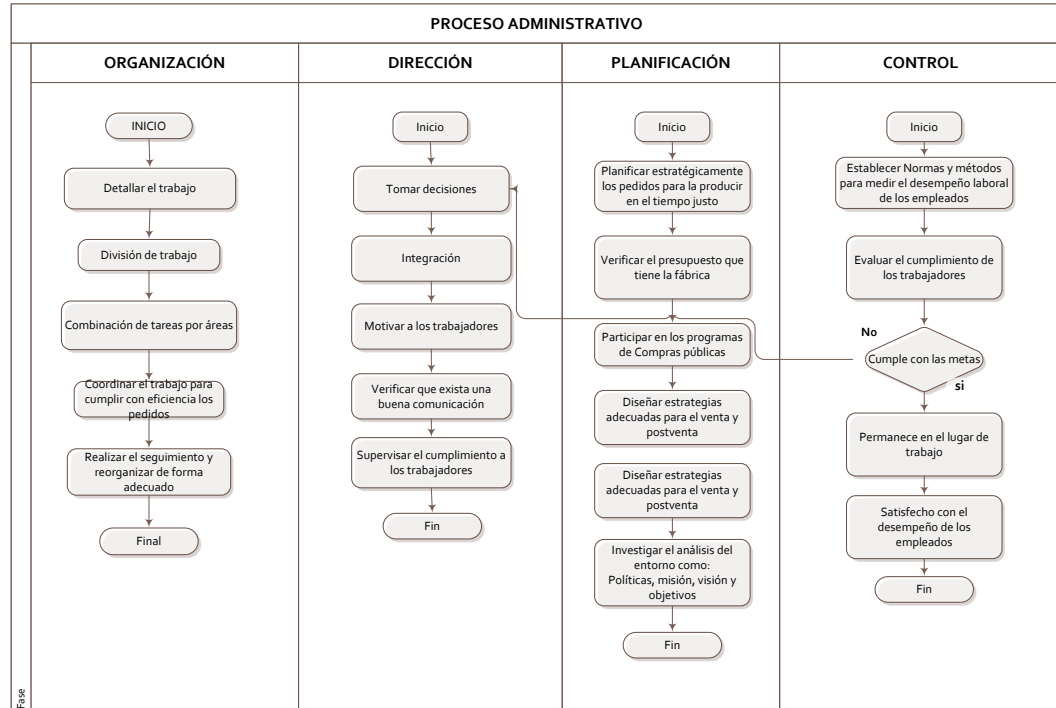 PROCESO ADMINISTRATIVO
ORGANIZACIÓN
INICIO
Detallar el trabajo
División de trabajo
Combinación de tareas por áreas
Coordinar el trabajo para
cumplir con eficiencia los
pedidos
Realizar el seguimiento y
reorganizar de forma
adecuado
Final
DIRECCIÓN
Inicio
Tomar decisiones
Integración
Motivar a los trabajadores
Verificar que exista una
buena comunicación
Supervisar el cumplimiento a
los trabajadores
Fin
PLANIFICACIÓN
Inicio
Planificar estratégicamente
los pedidos para la producir
en el tiempo justo
Verificar el presupuesto que
tiene la fábrica
Participar en los programas
de Compras públicas
Diseñar estrategias
adecuadas para el venta y
postventa
Diseñar estrategias
adecuadas para el venta y
postventa
Investigar el análisis del
entorno como:
Políticas, misión, visión y
objetivos
Fin
CONTROL
Inicio
Establecer Normas y métodos
para medir el desempeño laboral
de los empleados
Evaluar el cumplimiento de
los trabajadores
No
Cumple con las metas
si
Permanece en el lugar de
trabajo
Satisfecho con el
desempeño de los
empleados
Fin
Fase